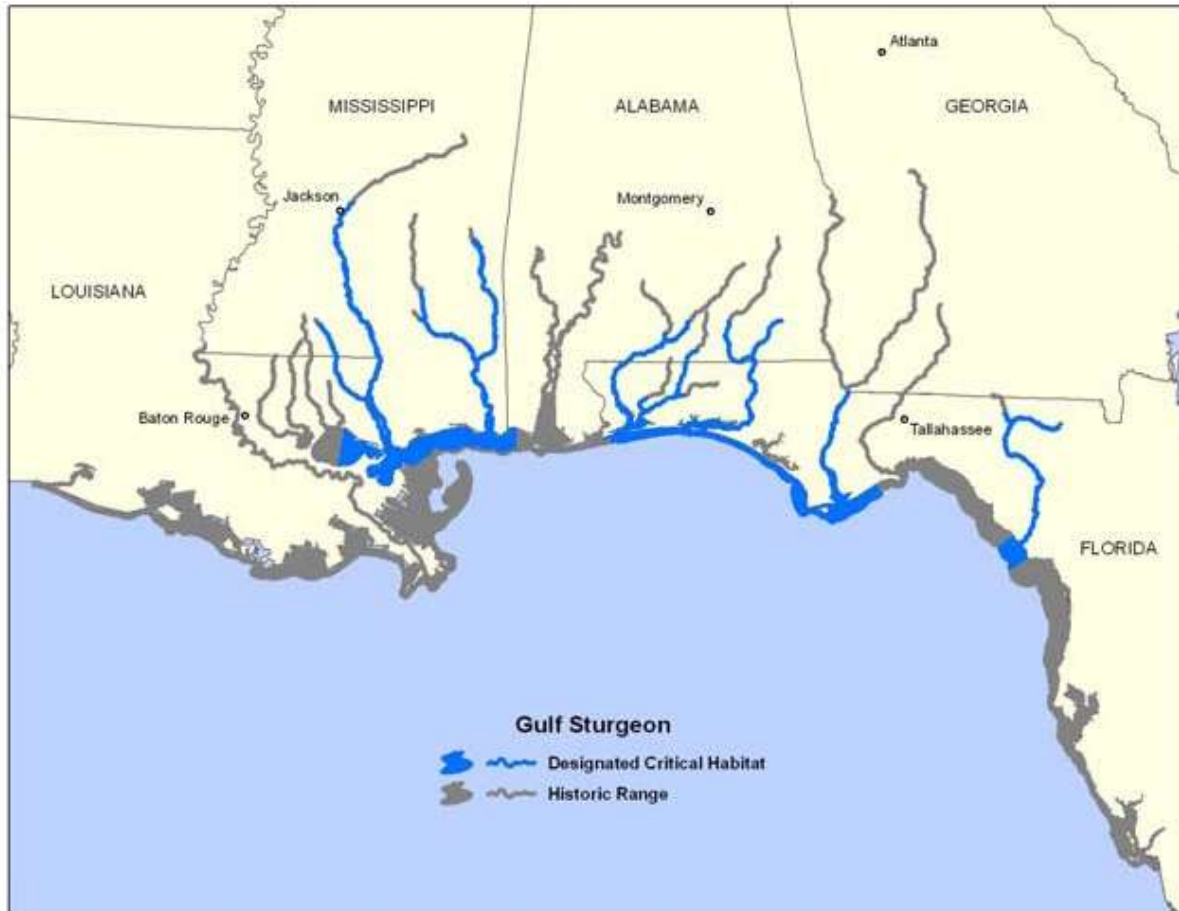 Atlanta
MISSISSIPPI
ALABAMA
GEORGIA
Jackson
Montgomery
LOUISIANA
Baton Rouge
Tallahassee
FLORIDA
Gulf Sturgeon
Designated Critical Habitat
Historic Range